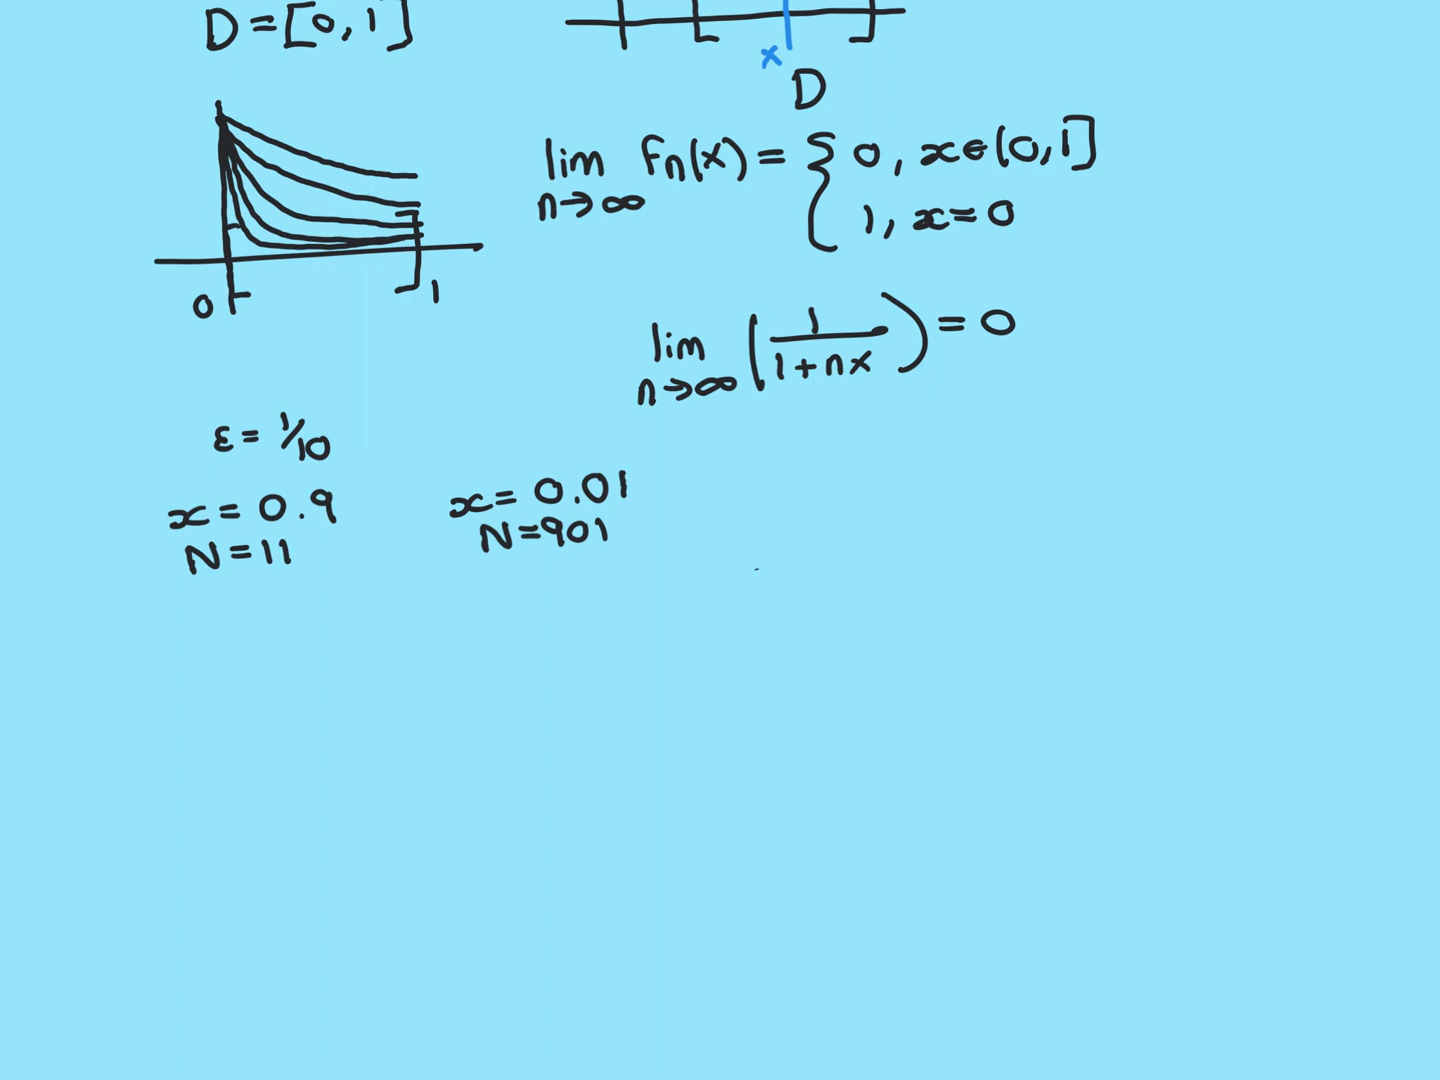 D = [0, 1]
x
D
lim n→∞ fn(x) = { 0, x ∈ (0, 1]
1, x = 0
0 1
lim n→∞ (1/(1 + nx)) = 0
ε = 1/10
x = 0.9
N = 11
x = 0.01
N = 901